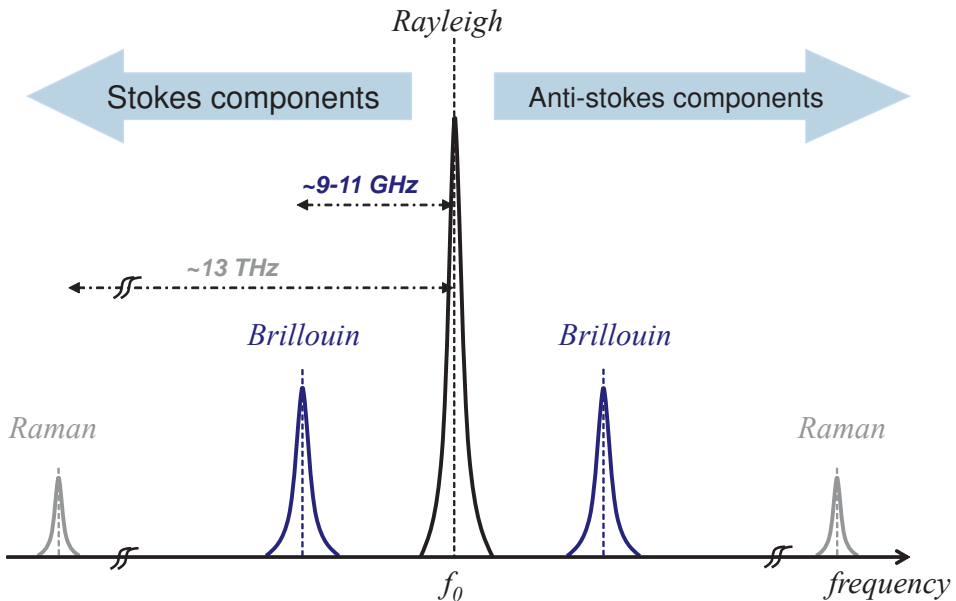 Rayleigh
Stokes components
Anti-stokes components
~9-11 GHz
~13 THz
Brillouin
Brillouin
Raman
Raman
f0
frequency